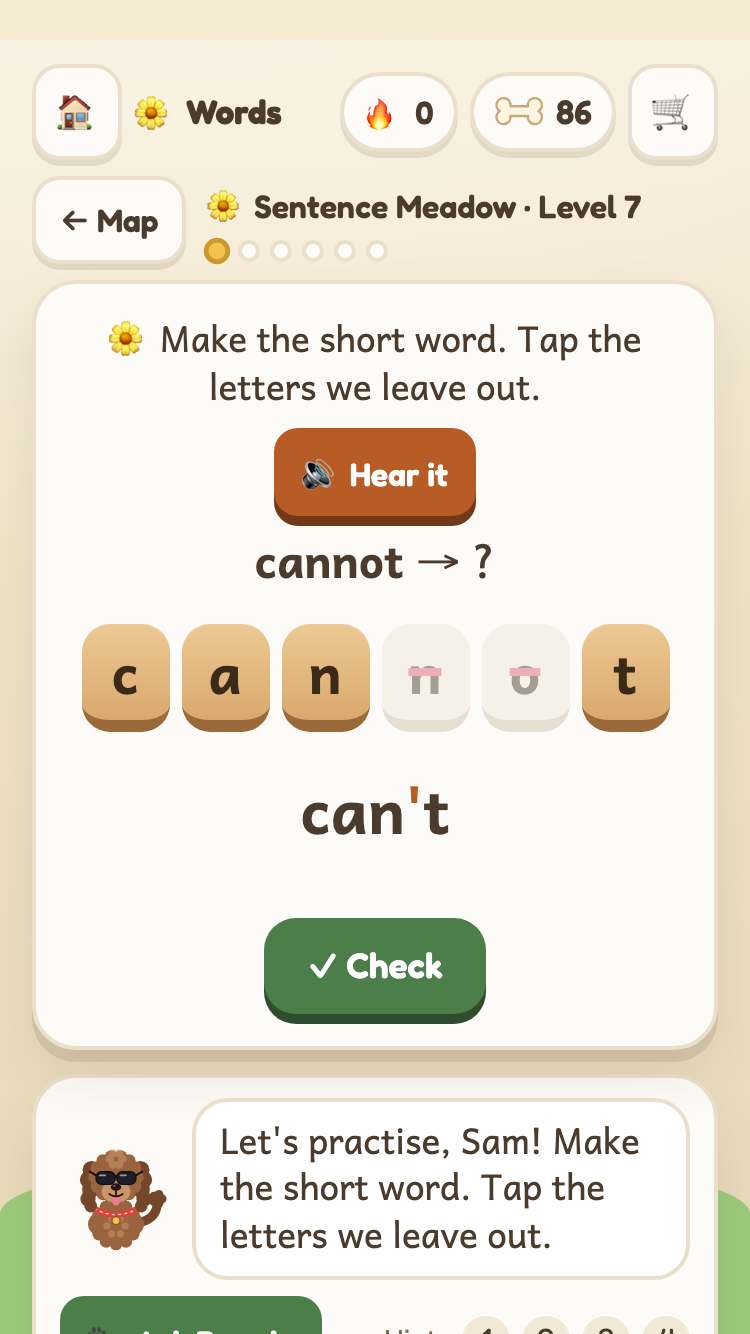 Words
0
86
← Map
Sentence Meadow · Level 7
Make the short word. Tap the
letters we leave out.
Hear it
cannot → ?
c a n n o t
can't
✓ Check
Let's practise, Sam! Make
the short word. Tap the
letters we leave out.